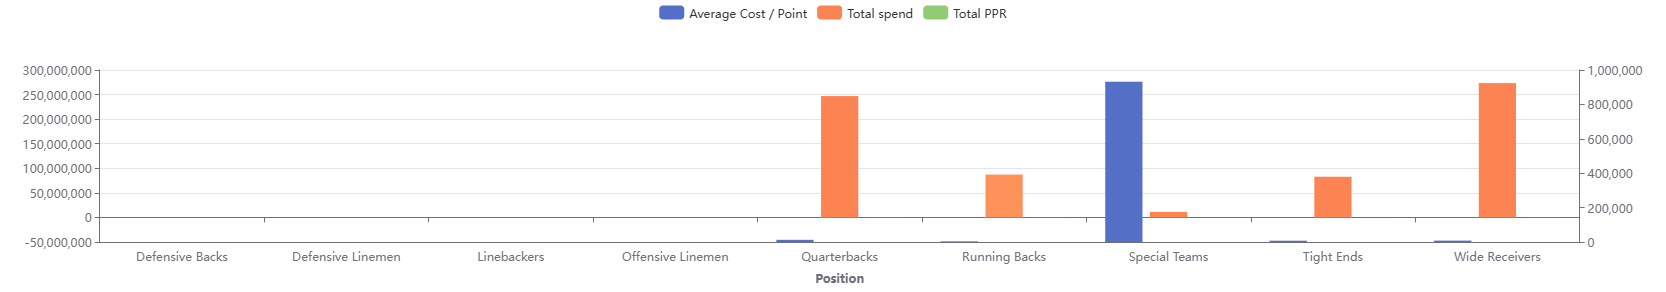 Average Cost / Point Total spend Total PPR
300,000,000 1,000,000
250,000,000 800,000
200,000,000
150,000,000 600,000
100,000,000 400,000
50,000,000 200,000
0
-50,000,000 0
Defensive Backs Defensive Linemen Linebackers Offensive Linemen Quarterbacks Running Backs Special Teams Tight Ends Wide Receivers
Position